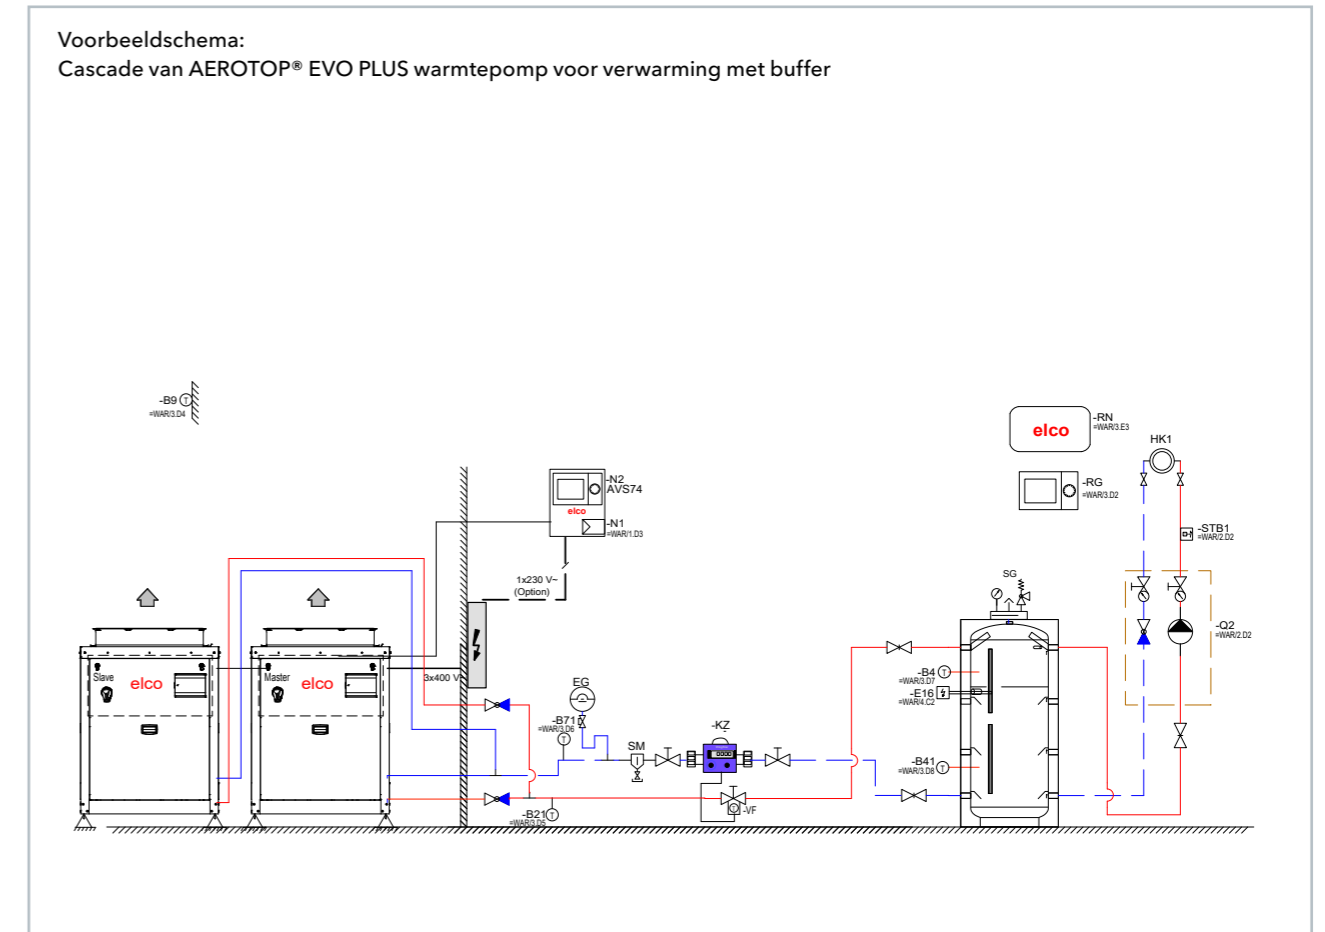 Voorbeeldschema:
Cascade van AEROTOP® EVO PLUS warmtepomp voor verwarming met buffer
-B9
=WAR/3.D4
elco
-RN
=WAR/3.E3
HK1
-RG
=WAR/3.D2
-N2
AVS74
elco
-N1
=WAR/1.D3
-STB1
=WAR/2.D2
1x230 V~
(Option)
SG
-Q2
=WAR/2.D2
Slave
elco
Master
elco
3x400 V
EG
-B4
=WAR/3.D7
-E16
=WAR/4.C2
-B71
=WAR/3.D6
SM
-KZ
0000
-B41
=WAR/3.D8
-B21
=WAR/3.D5
-VF